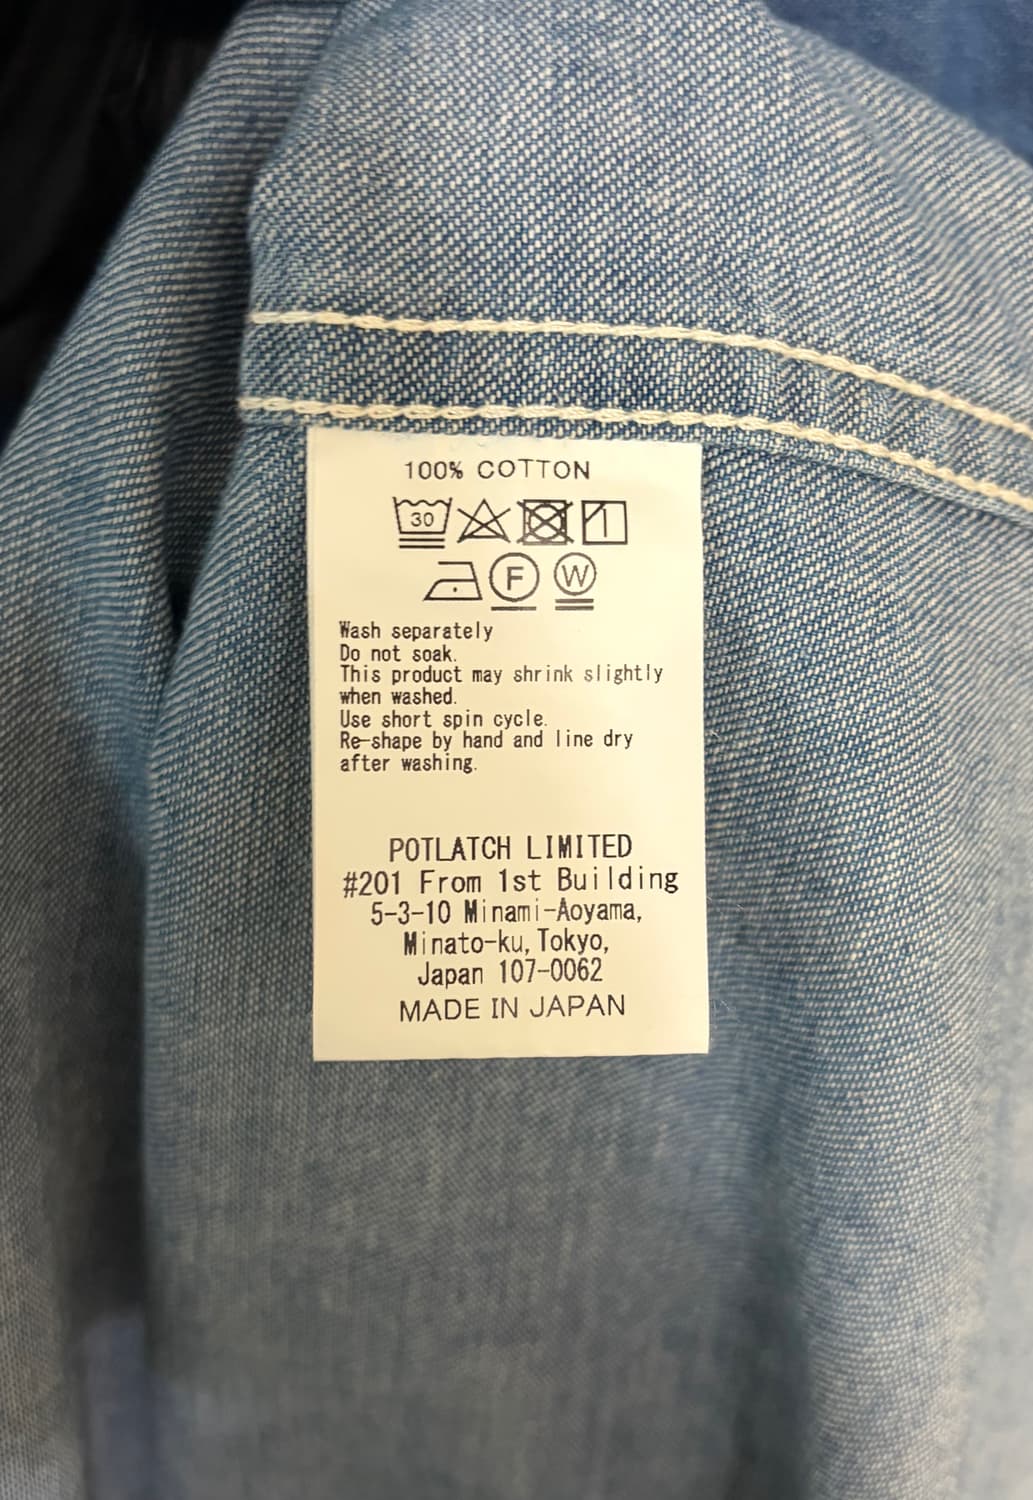 100% COTTON
30
F W
Wash separately
Do not soak.
This product may shrink slightly
when washed.
Use short spin cycle.
Re-shape by hand and line dry
after washing.
POTLATCH LIMITED
#201 From 1st Building
5-3-10 Minami-Aoyama,
Minato-ku, Tokyo,
Japan 107-0062
MADE IN JAPAN